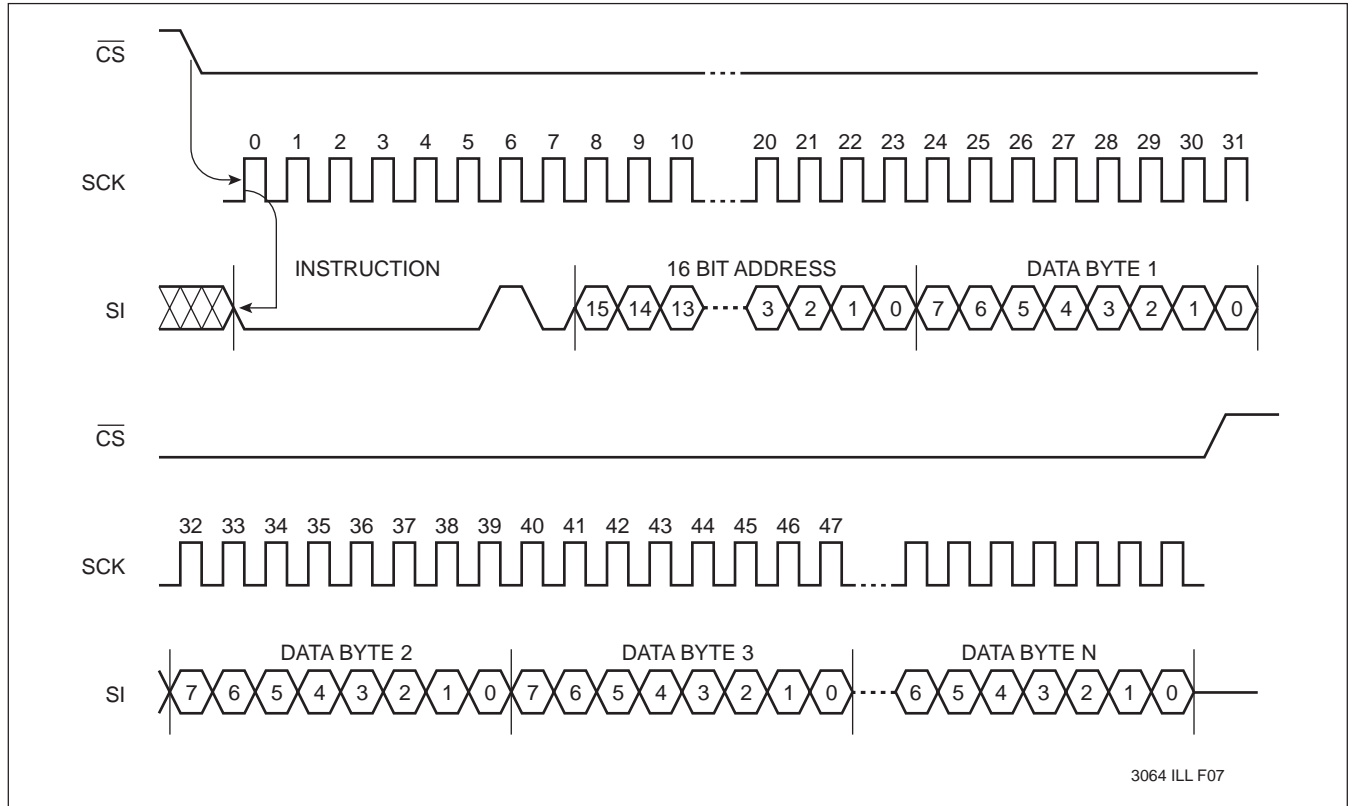 CS
0 1 2 3 4 5 6 7 8 9 10 20 21 22 23 24 25 26 27 28 29 30 31
SCK
INSTRUCTION 16 BIT ADDRESS DATA BYTE 1
SI 15 14 13 3 2 1 0 7 6 5 4 3 2 1 0
CS
32 33 34 35 36 37 38 39 40 41 42 43 44 45 46 47
SCK
DATA BYTE 2 DATA BYTE 3 DATA BYTE N
SI 7 6 5 4 3 2 1 0 7 6 5 4 3 2 1 0 6 5 4 3 2 1 0
3064 ILL F07